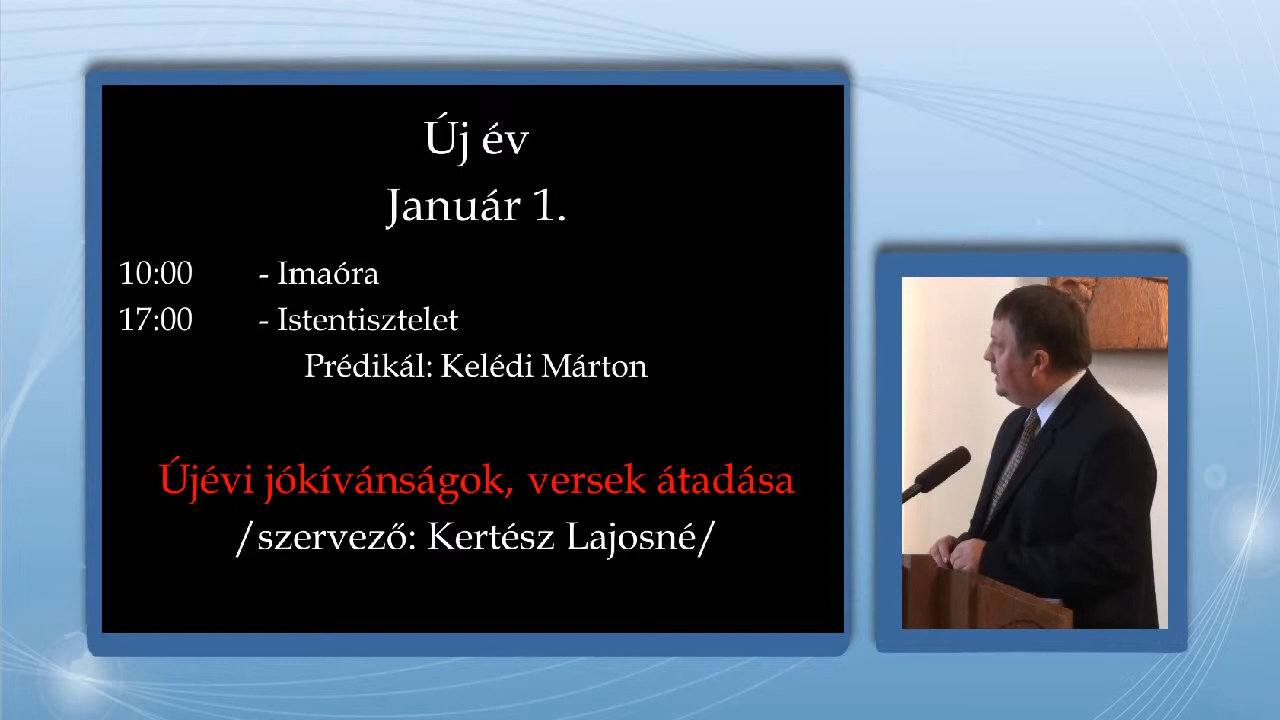 Új év
Január 1.
10:00 - Imaóra
17:00 - Istentisztelet
Prédikál: Kelédi Márton
Újévi jókívánságok, versek átadása
/szervező: Kertész Lajosné/